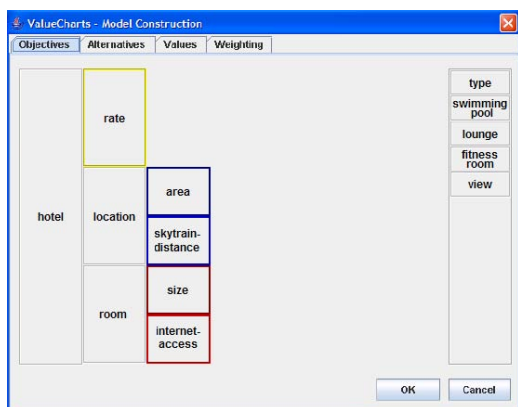 ValueCharts - Model Construction
Objectives Alternatives Values Weighting
hotel
rate
location
area
skytrain-
distance
room
size
internet-
access
type
swimming
pool
lounge
fitness
room
view
OK Cancel